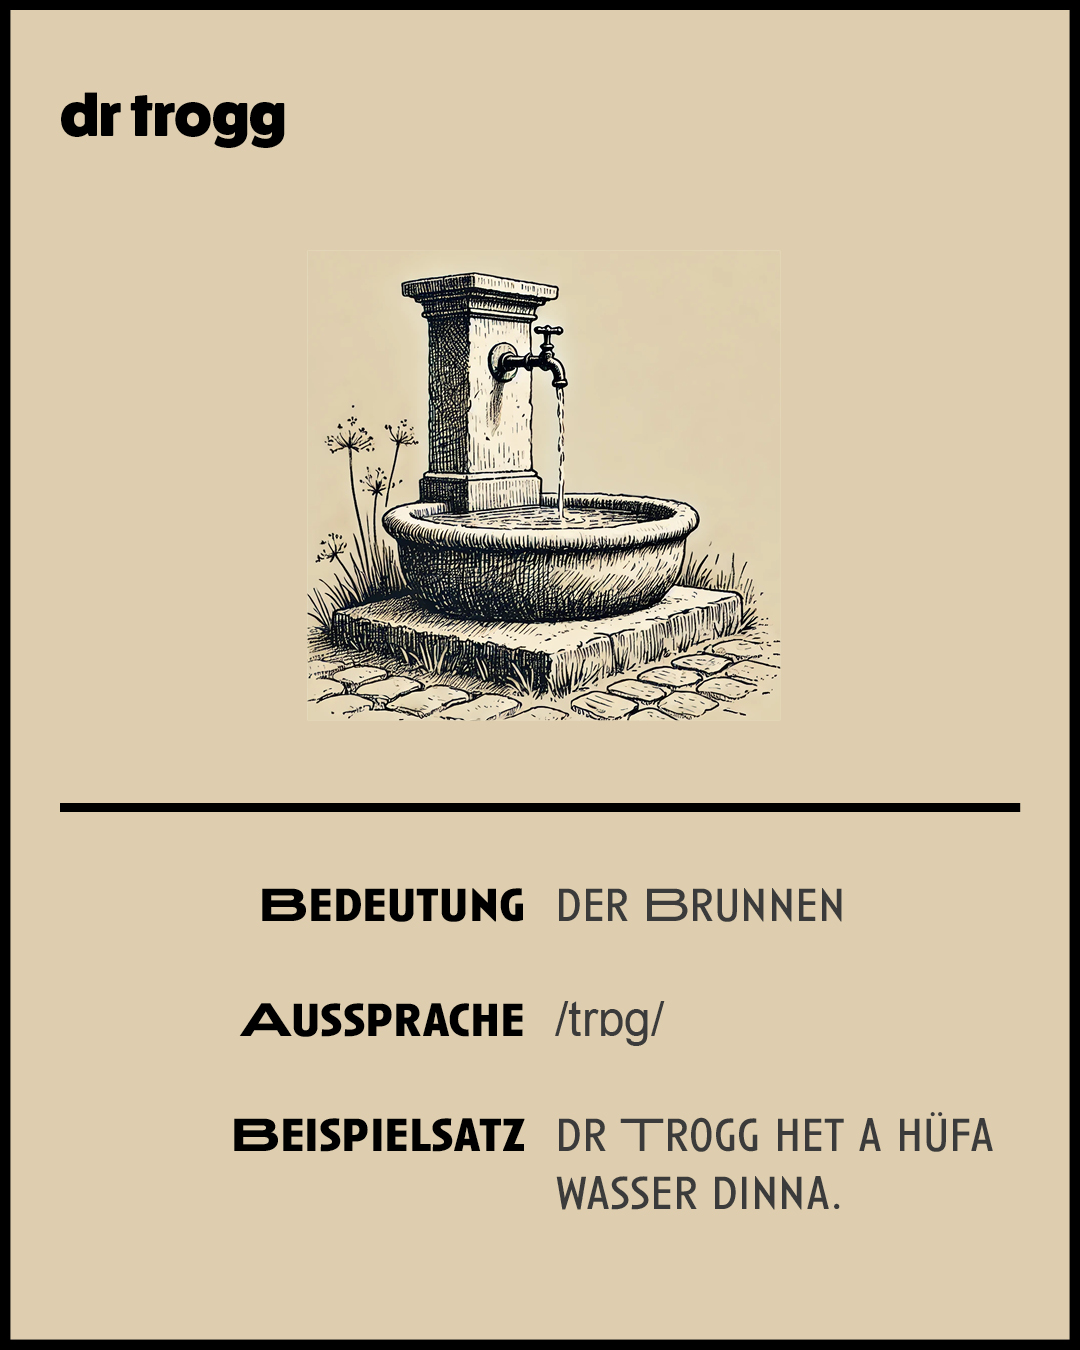 dr trogg
Bedeutung der Brunnen
Aussprache /trɒg/
Beispielsatz Dr Trogg het a hüfa
Wasser dinna.